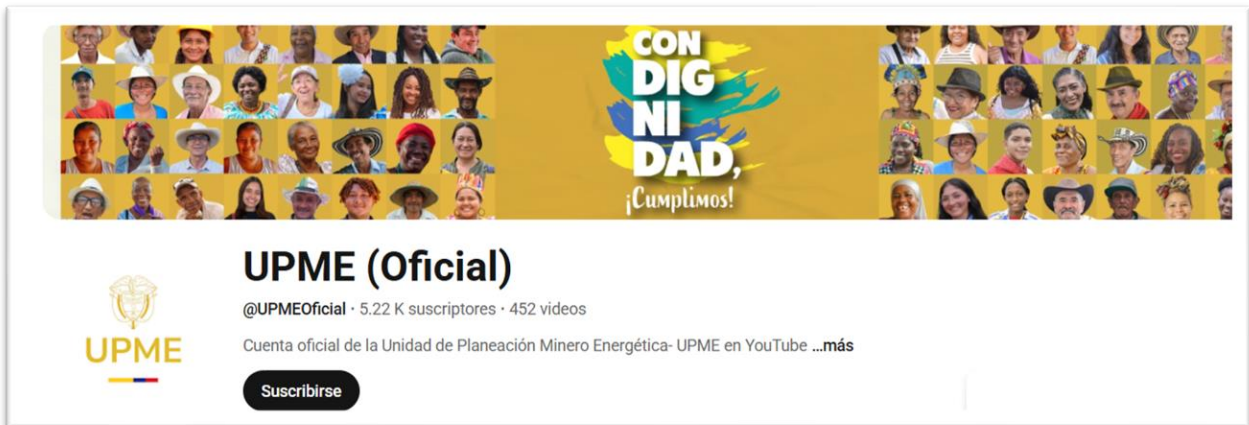 CON
DIG
NI
DAD,
¡Cumplimos!
UPME (Oficial)
@UPMEOficial · 5.22 K suscriptores · 452 videos
UPME
Cuenta oficial de la Unidad de Planeación Minero Energética- UPME en YouTube ...más
Suscribirse